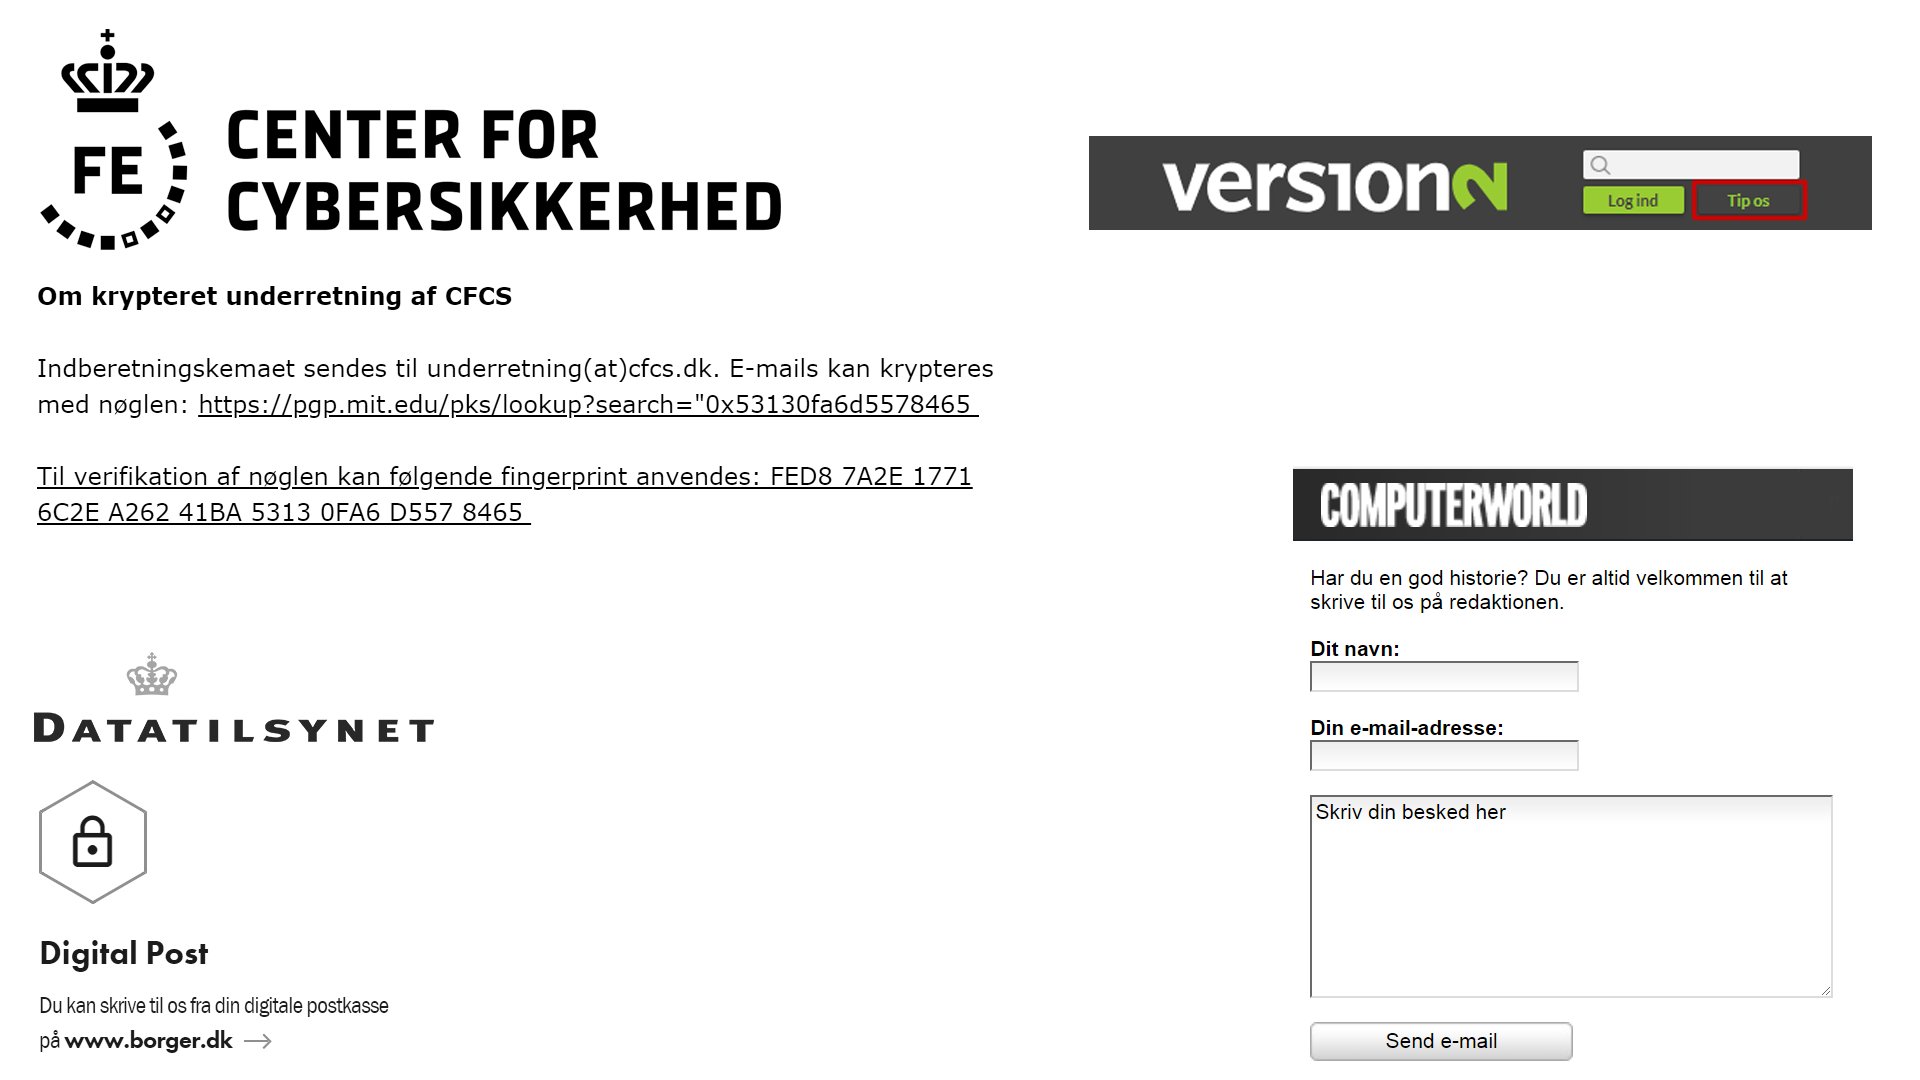 FE
CENTER FOR
CYBERSIKKERHED
Om krypteret underretning af CFCS
Indberetningskemaet sendes til underretning(at)cfcs.dk. E-mails kan krypteres
med nøglen: https://pgp.mit.edu/pks/lookup?search="0x53130fa6d5578465
Til verifikation af nøglen kan følgende fingerprint anvendes: FED8 7A2E 1771
6C2E A262 41BA 5313 0FA6 D557 8465
DATATILSYNET
Digital Post
Du kan skrive til os fra din digitale postkasse
på www.borger.dk →
version2
Log ind
Tip os
COMPUTERWORLD
Har du en god historie? Du er altid velkommen til at
skrive til os på redaktionen.
Dit navn:
Din e-mail-adresse:
Skriv din besked her
Send e-mail